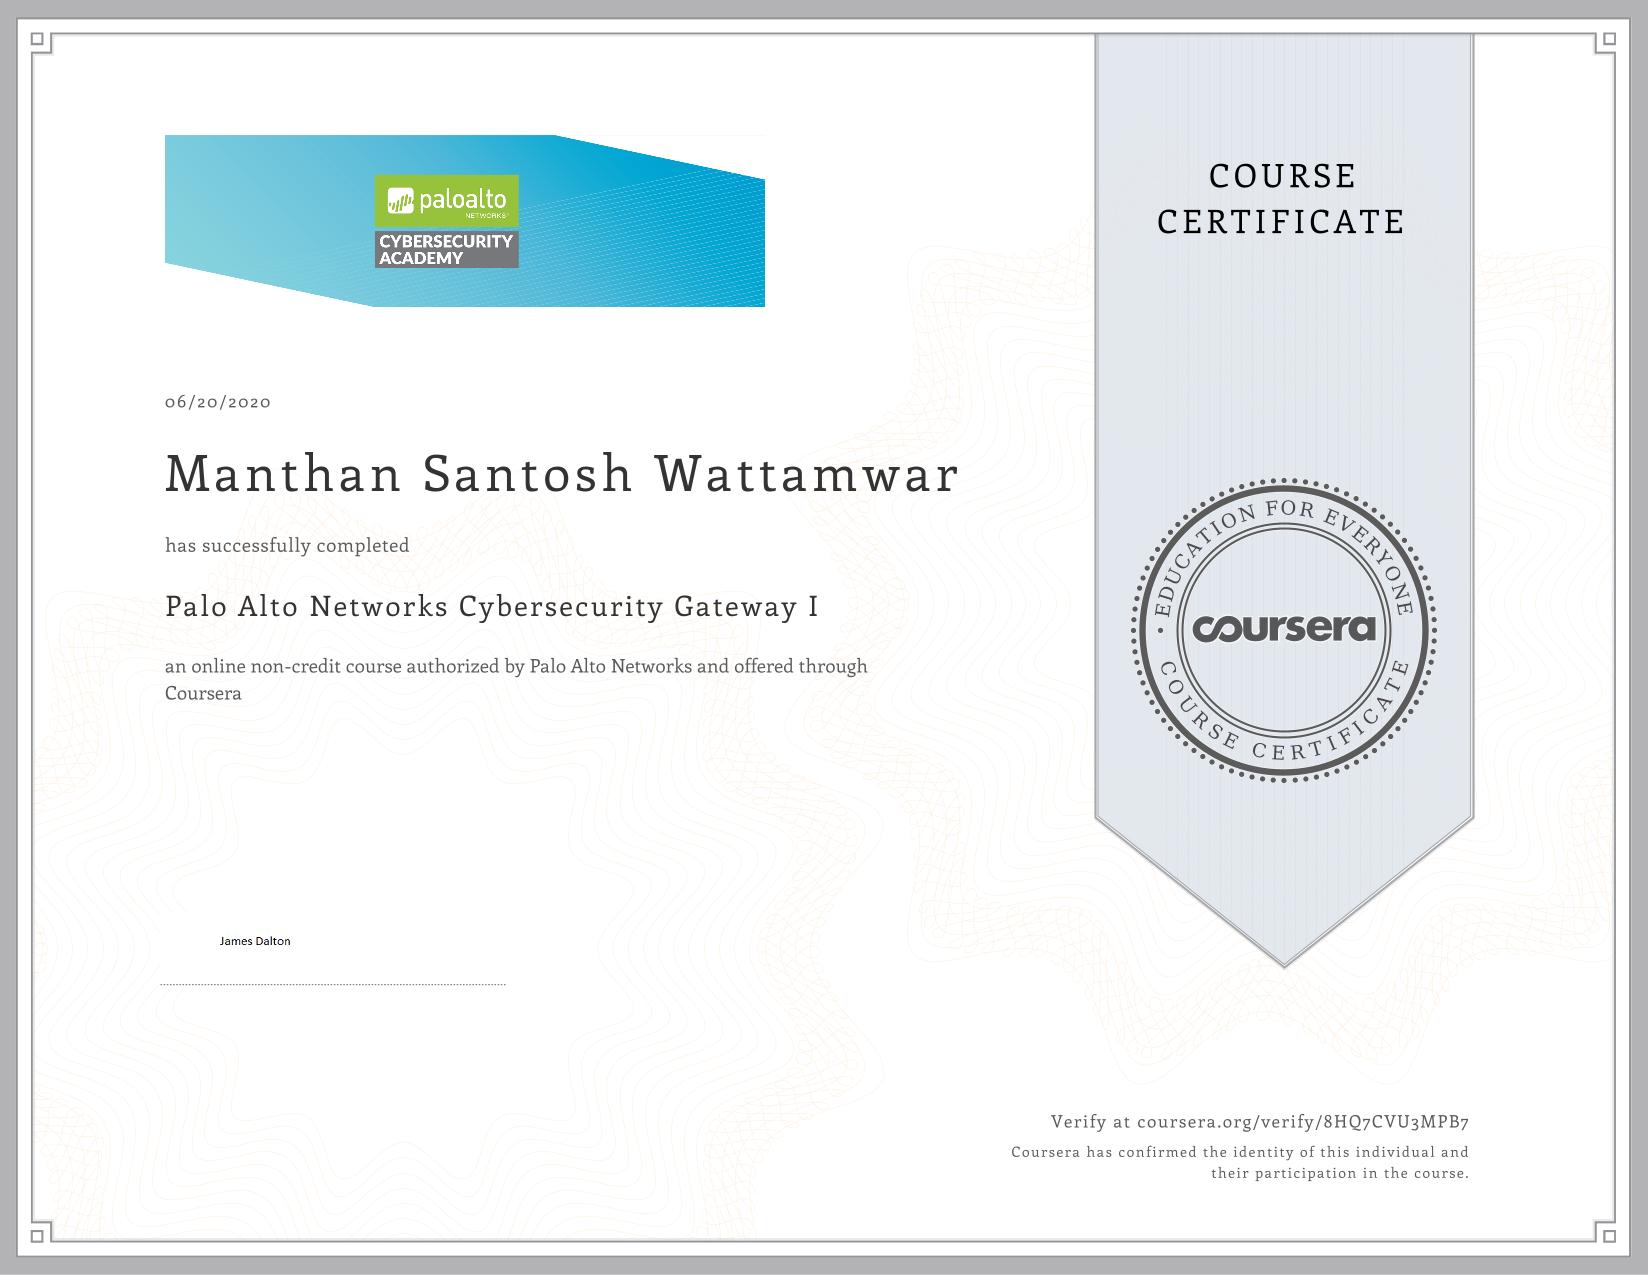 paloalto
NETWORKS
CYBERSECURITY
ACADEMY
COURSE
CERTIFICATE
06/20/2020
Manthan Santosh Wattamwar
has successfully completed
Palo Alto Networks Cybersecurity Gateway I
an online non-credit course authorized by Palo Alto Networks and offered through
Coursera
• EDUCATION FOR EVERYONE
coursera
COURSE CERTIFICATE
James Dalton
Verify at coursera.org/verify/8HQ7CVU3MPB7
Coursera has confirmed the identity of this individual and
their participation in the course.